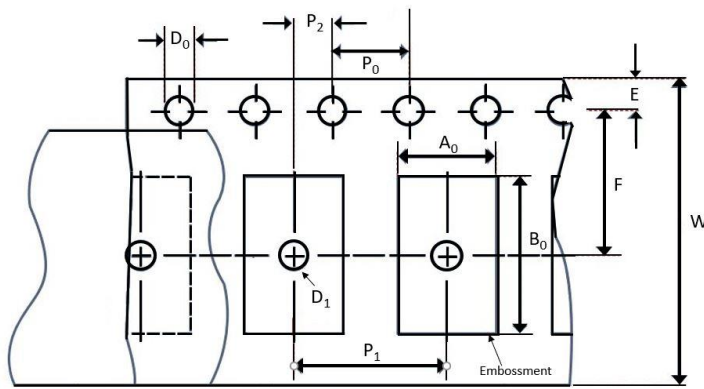 P₂
D₀
P₀
E
A₀
F
W
B₀
D₁
P₁
Embossment